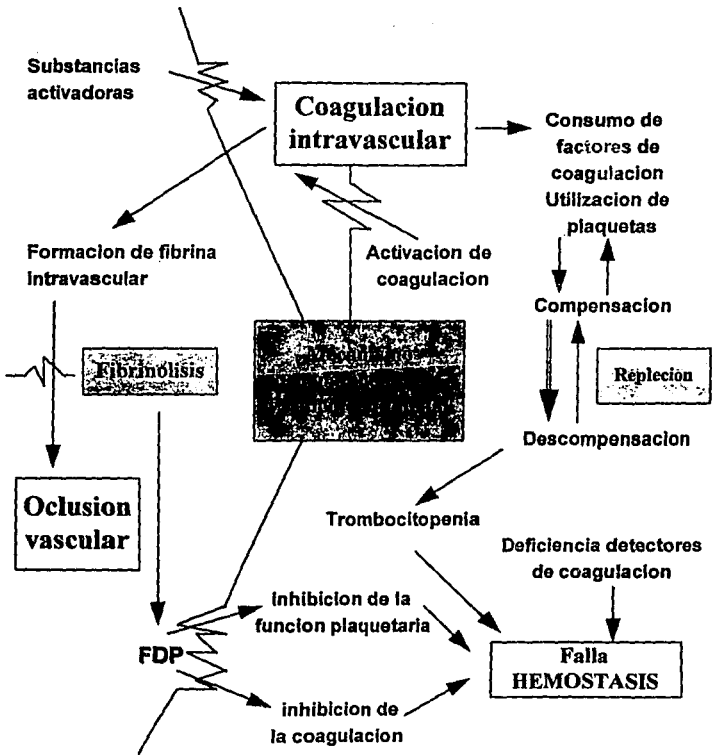 Substancias
activadoras
Coagulacion
intravascular
Consumo de
factores de
coagulacion
Utilizacion de
plaquetas
Formacion de fibrina
intravascular
Activacion de
coagulacion
Compensacion
Fibrinólisis
Repleción
Descompensacion
Oclusion
vascular
Trombocitopenia
Deficiencia detectores
de coagulacion
inhibicion de la
funcion plaquetaria
FDP
Falla
HEMOSTASIS
inhibicion de
la coagulacion